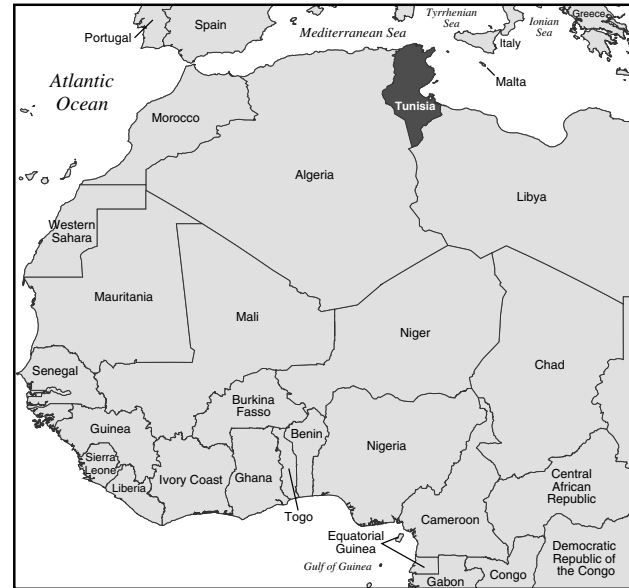 Tyrrhenian
Sea
Ionian
Sea
Greece
Spain
Portugal
Mediterranean Sea
Italy
Malta
Atlantic
Ocean
Tunisia
Morocco
Algeria
Libya
Western
Sahara
Mauritania
Mali
Niger
Chad
Senegal
Burkina
Fasso
Guinea
Benin
Nigeria
Sierra
Leone
Ivory Coast
Ghana
Liberia
Central
African
Republic
Togo
Cameroon
Equatorial
Guinea
Democratic
Republic of
the Congo
Gulf of Guinea
Gabon
Congo